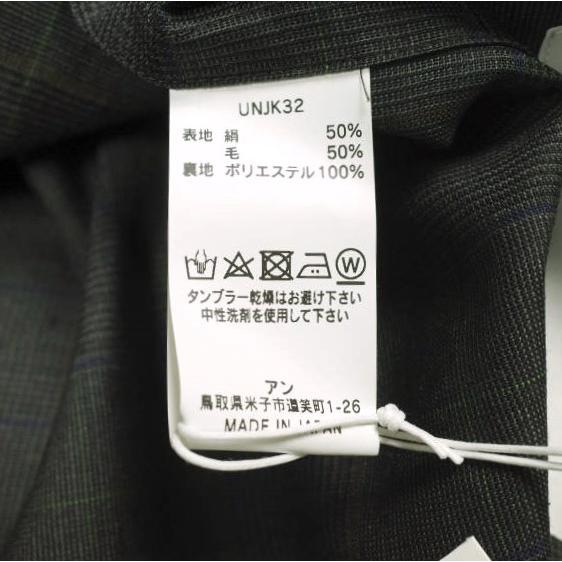 UNJK32
表地 絹 50%
毛 50%
裏地 ポリエステル 100%
W
タンブラー乾燥はお避け下さい
中性洗剤を使用して下さい
アン
鳥取県米子市道笑町1-26
MADE IN JAPAN